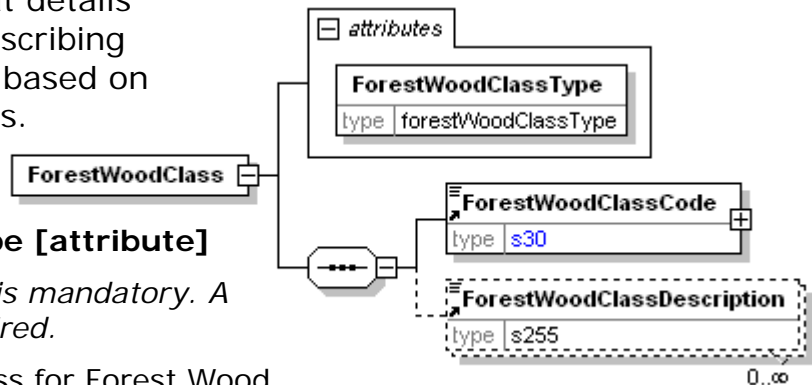 t details
scribing
based on
s.
attributes
ForestWoodClassType
type forestWoodClassType
ForestWoodClass
ForestWoodClassCode
type s30
ForestWoodClassDescription
type s255
0..∞
pe [attribute]
is mandatory. A
red.
ss for Forest Wood